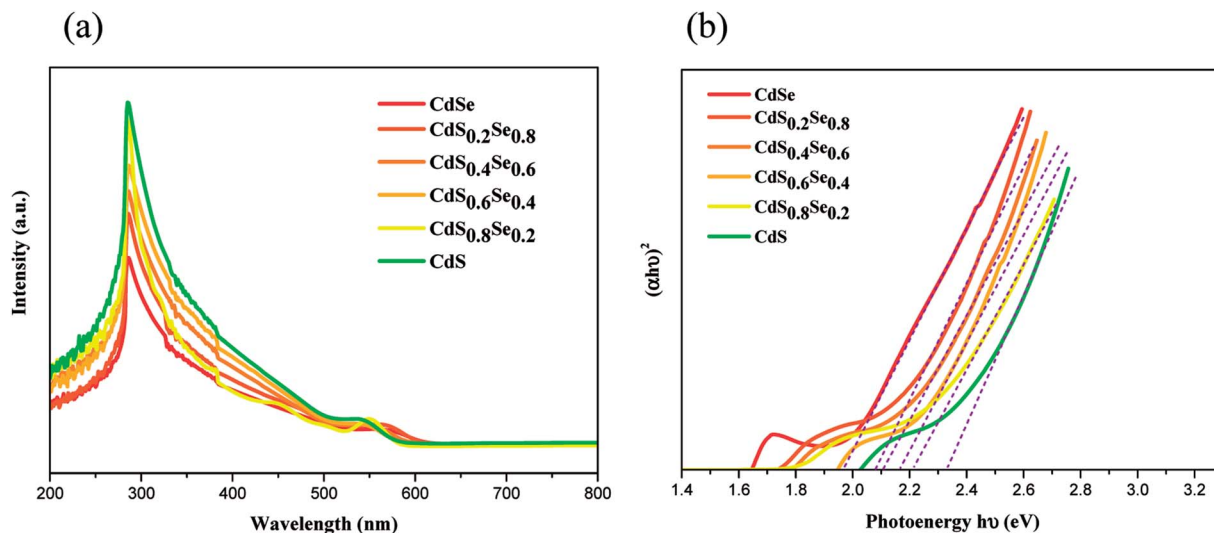 (a)
(b)
CdSe
CdS0.2Se0.8
CdS0.4Se0.6
CdS0.6Se0.4
CdS0.8Se0.2
CdS
Intensity (a.u.)
200 300 400 500 600 700 800
Wavelength (nm)
CdSe
CdS0.2Se0.8
CdS0.4Se0.6
CdS0.6Se0.4
CdS0.8Se0.2
CdS
(αhυ)2
1.4 1.6 1.8 2.0 2.2 2.4 2.6 2.8 3.0 3.2
Photoenergy hυ (eV)